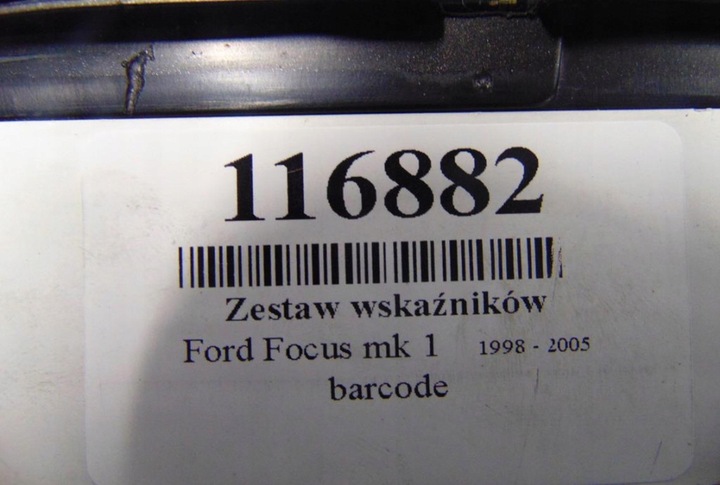 116882
Zestaw wskaźników
Ford Focus mk 1 1998 - 2005
barcode